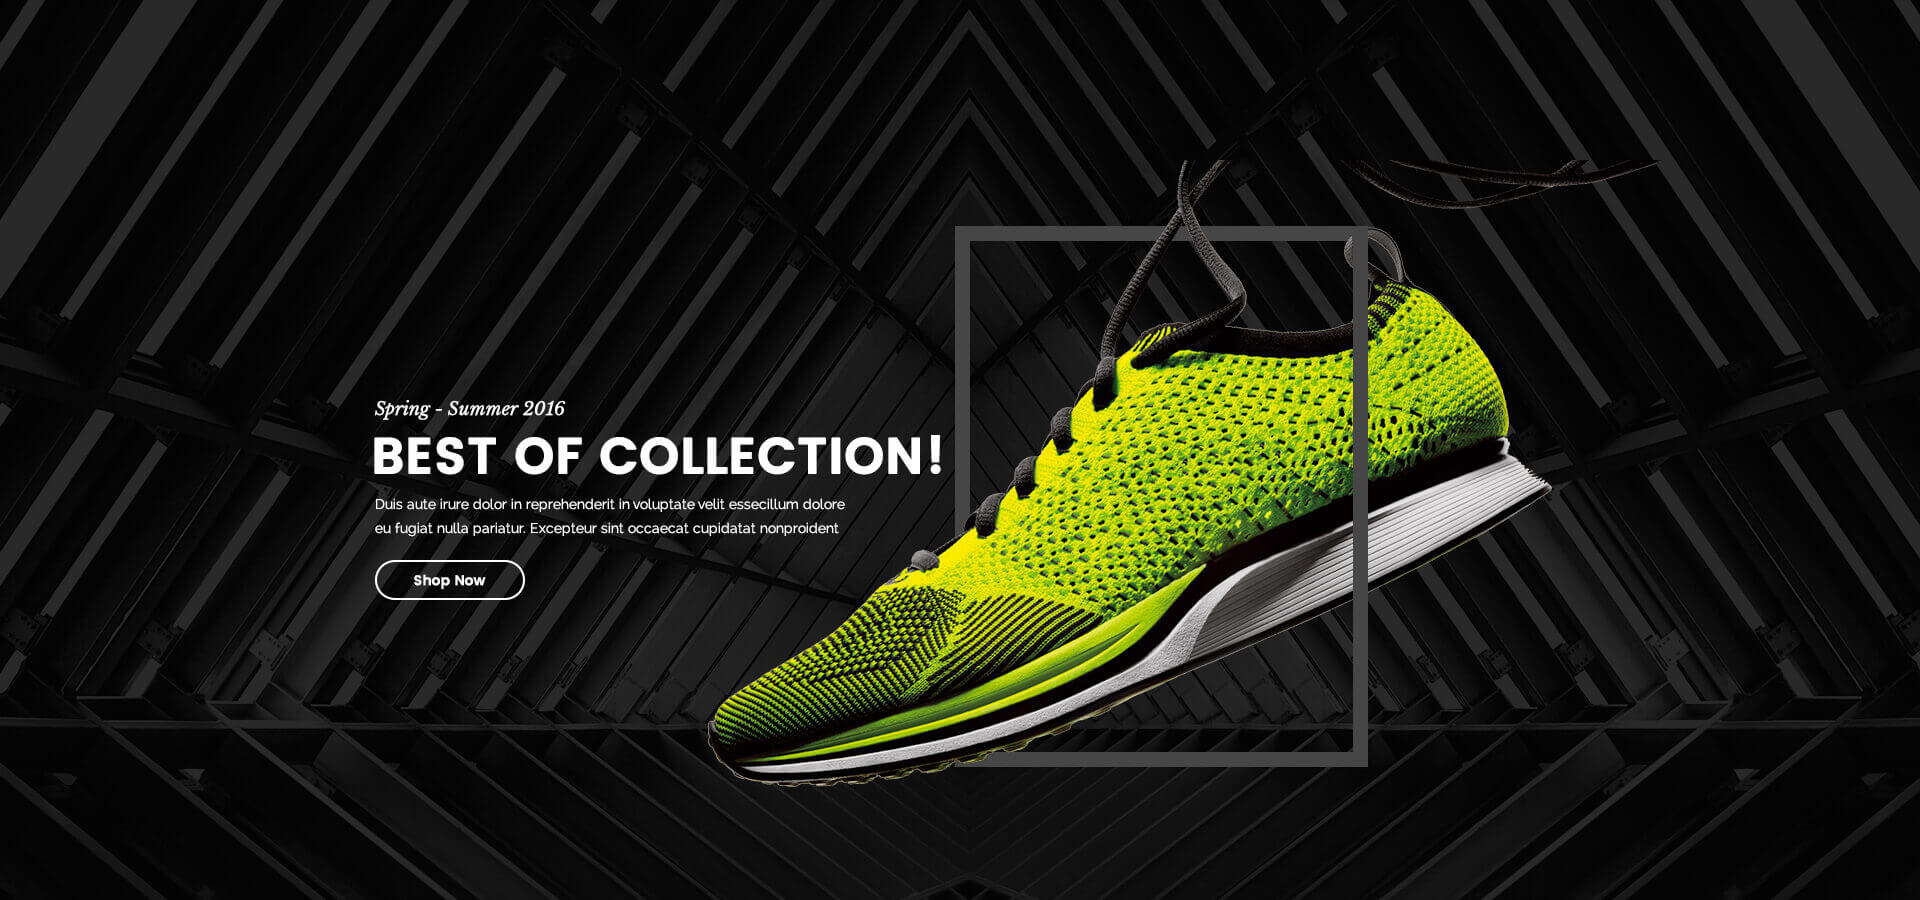 Spring - Summer 2016
BEST OF COLLECTION!
Duis aute irure dolor in reprehenderit in voluptate velit essecillum dolore
eu fugiat nulla pariatur. Excepteur sint occaecat cupidatat nonproident
Shop Now